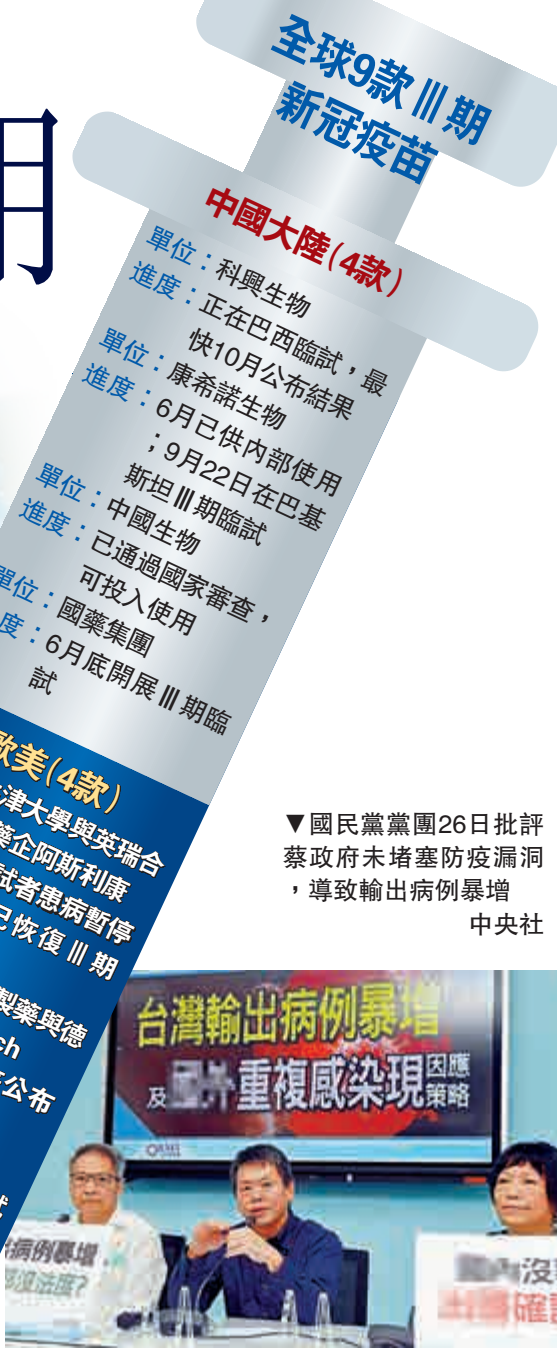 期
全球9款Ⅲ期
新冠疫苗
中國大陸(4款)
單位：科興生物
進度：正在巴西臨試，最
快10月公布結果
單位：康希諾生物
進度：6月已供內部使用
；9月22日在巴基
斯坦Ⅲ期臨試
單位：中國生物
進度：已通過國家審查，
可投入使用
單位：國藥集團
度：6月底開展Ⅲ期臨
試
歐美(4款)
津大學與英瑞合
藥企阿斯利康
試者患病暫停
已恢復Ⅲ期
製藥與德
ch
公布
試
▼國民黨黨團26日批評
蔡政府未堵塞防疫漏洞
，導致輸出病例暴增
中央社
台灣輸出病例暴增
及 重複感染現 因應
策略
病例暴增
沒法度?
沒
確